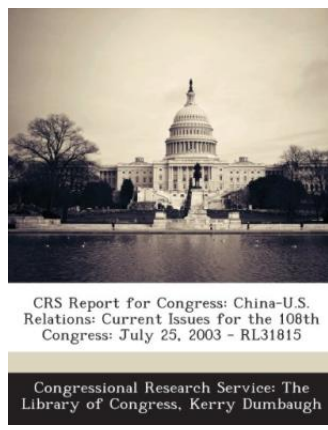 CRS Report for Congress: China-U.S.
Relations: Current Issues for the 108th
Congress: July 25, 2003 - RL31815
Congressional Research Service: The
Library of Congress, Kerry Dumbaugh